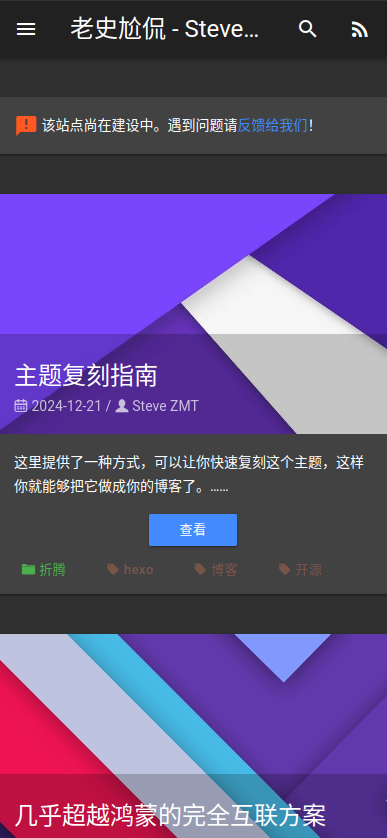 老史尬侃 - Steve...
该站点尚在建设中。遇到问题请反馈给我们！
主题复刻指南
2024-12-21 / Steve ZMT
这里提供了一种方式，可以让你快速复刻这个主题，这样
你就能够把它做成你的博客了。……
查看
折腾 hexo 博客 开源
几乎超越鸿蒙的完全互联方案